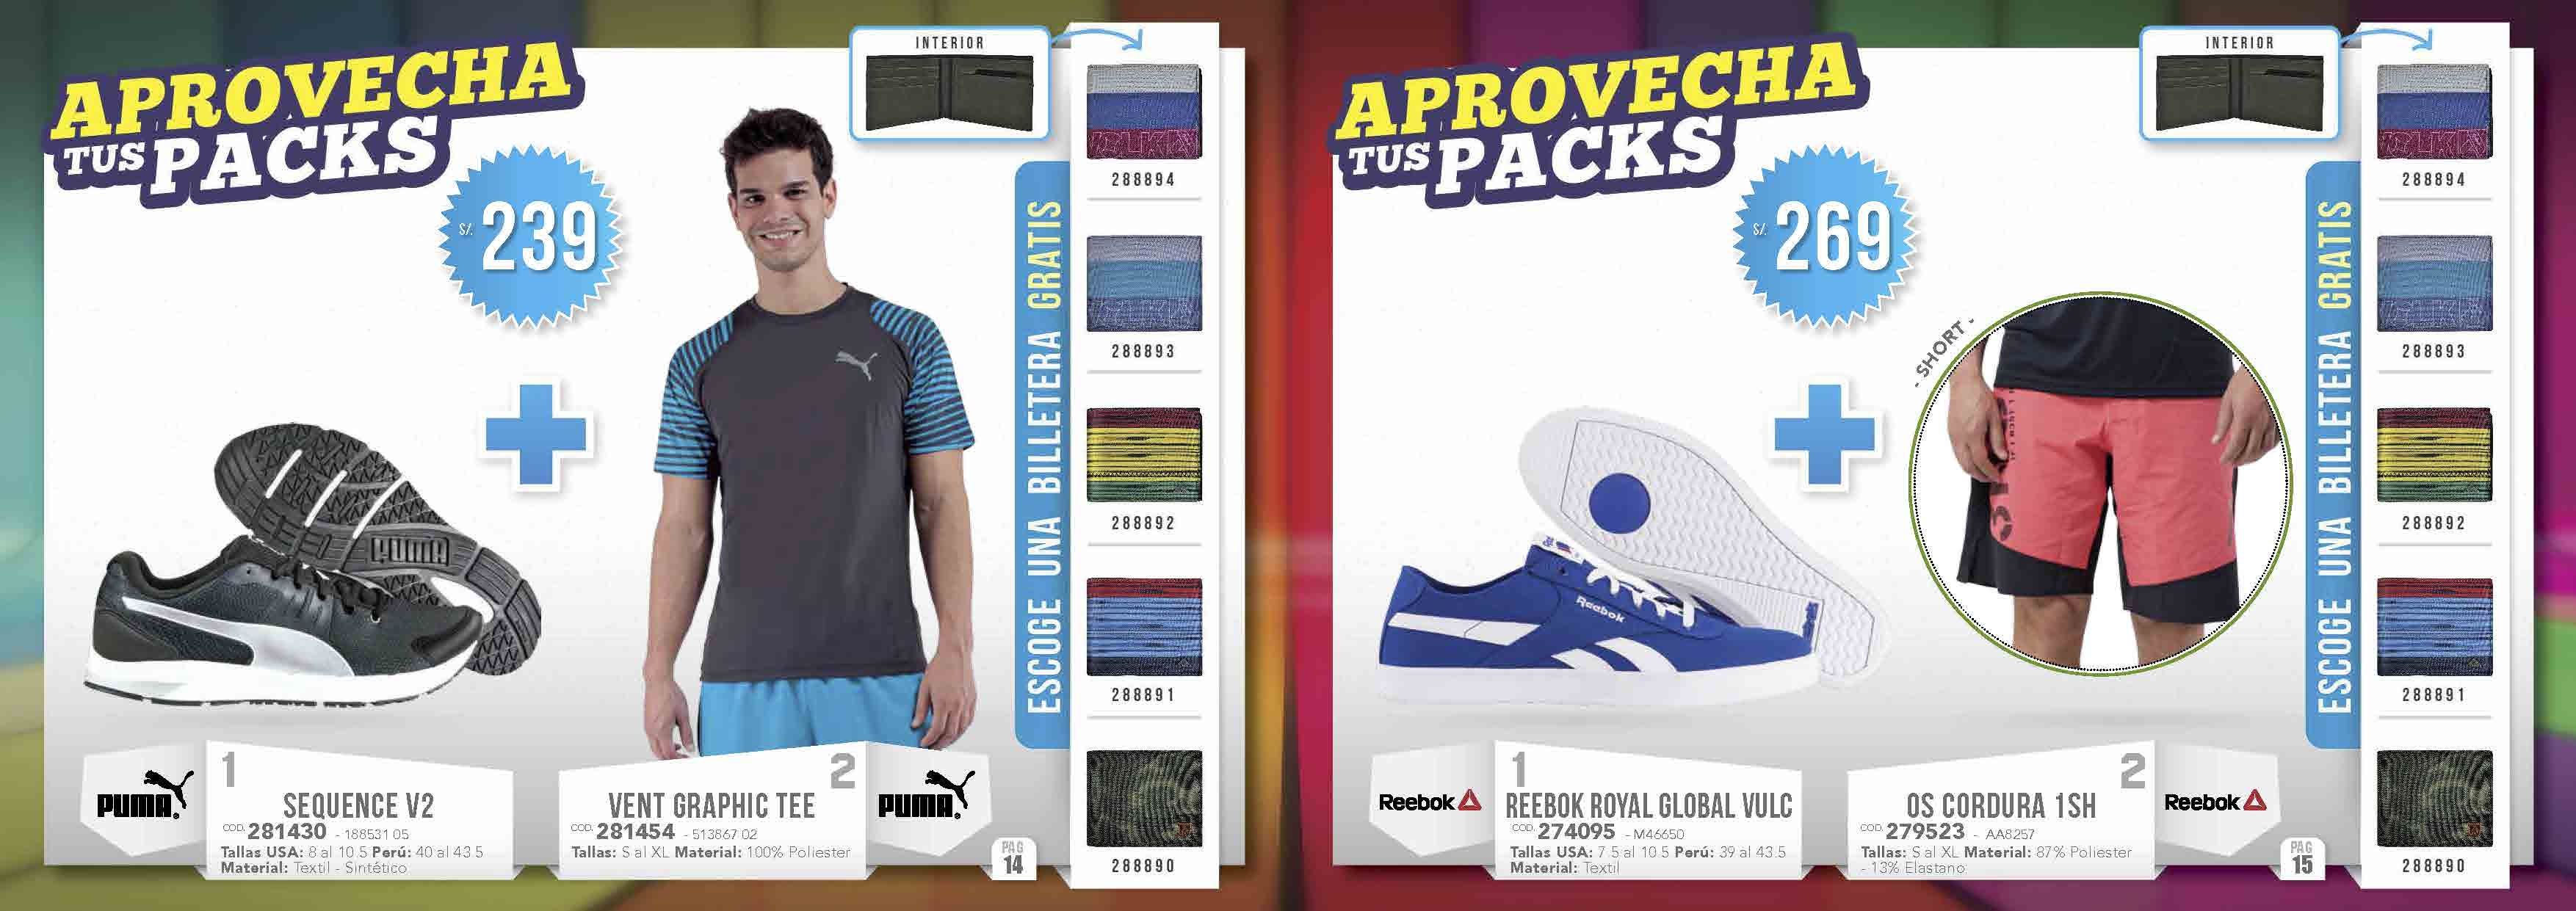 APROVECHA
TUS PACKS
S/. 239
INTERIOR
ESCOGE UNA BILLETERA GRATIS
288894
288893
288892
288891
288890
PUMA
PUMA
1
SEQUENCE V2
COD. 281430 - 188531 05
Tallas USA: 8 al 10.5 Perú: 40 al 43.5
Material: Textil - Sintético
2
VENT GRAPHIC TEE
COD. 281454 - 513867 02
Tallas: S al XL Material: 100% Poliester
PUMA
PAG
14
APROVECHA
TUS PACKS
S/. 269
INTERIOR
- SHORT -
ESCOGE UNA BILLETERA GRATIS
288894
288893
288892
288891
288890
Reebok
Reebok
1
REEBOK ROYAL GLOBAL VULC
COD. 274095 - M46650
Tallas USA: 7.5 al 10.5 Perú: 39 al 43.5
Material: Textil
2
OS CORDURA 1SH
COD. 279523 - AA8257
Tallas: S al XL Material: 87% Poliester
- 13% Elastano
Reebok
PAG
15